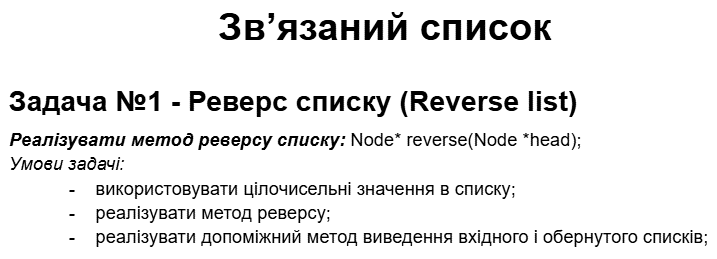 Зв’язаний список
Задача №1 - Реверс списку (Reverse list)
Реалізувати метод реверсу списку: Node* reverse(Node *head);
Умови задачі:
- використовувати цілочисельні значення в списку;
- реалізувати метод реверсу;
- реалізувати допоміжний метод виведення вхідного і обернутого списків;